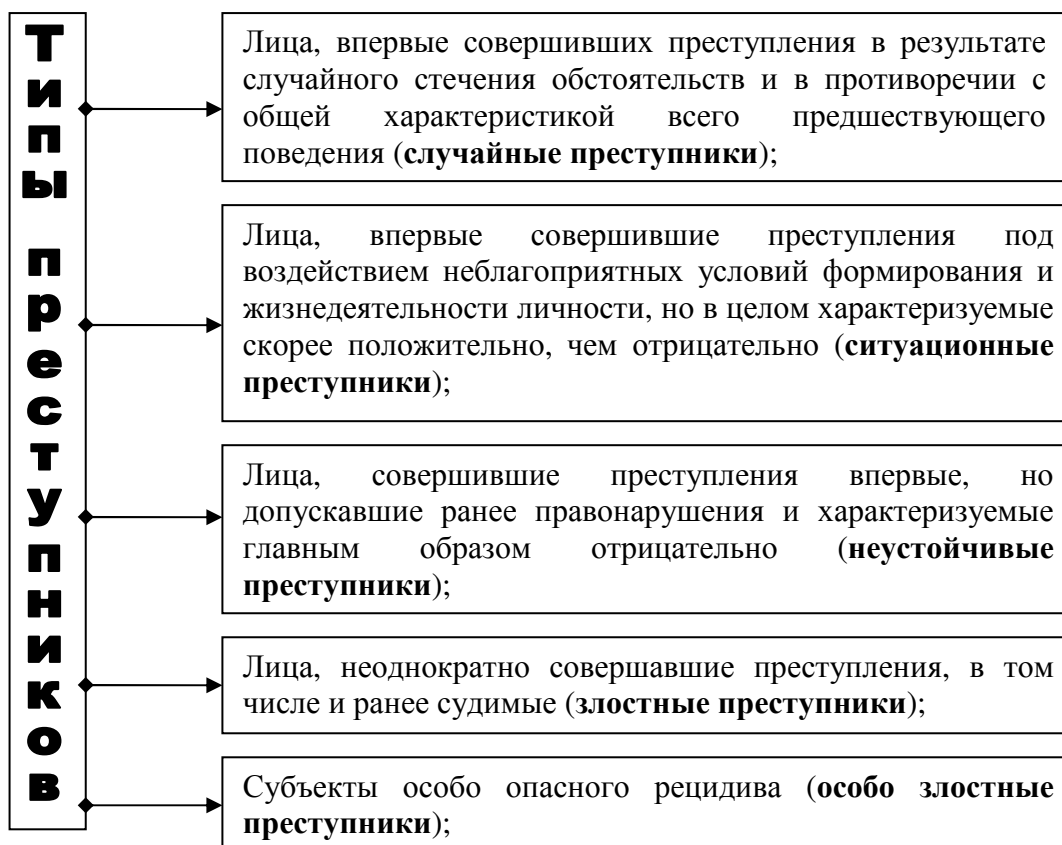 Типы преступников
Лица, впервые совершивших преступления в результате
случайного стечения обстоятельств и в противоречии с
общей характеристикой всего предшествующего
поведения (случайные преступники);
Лица, впервые совершившие преступления под
воздействием неблагоприятных условий формирования и
жизнедеятельности личности, но в целом характеризуемые
скорее положительно, чем отрицательно (ситуационные
преступники);
Лица, совершившие преступления впервые, но
допускавшие ранее правонарушения и характеризуемые
главным образом отрицательно (неустойчивые
преступники);
Лица, неоднократно совершавшие преступления, в том
числе и ранее судимые (злостные преступники);
Субъекты особо опасного рецидива (особо злостные
преступники);